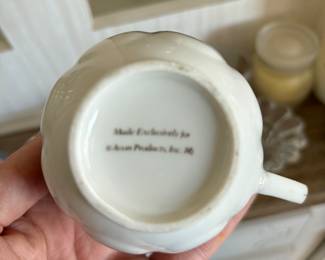 Made Exclusively for
© Avon Products, Inc.